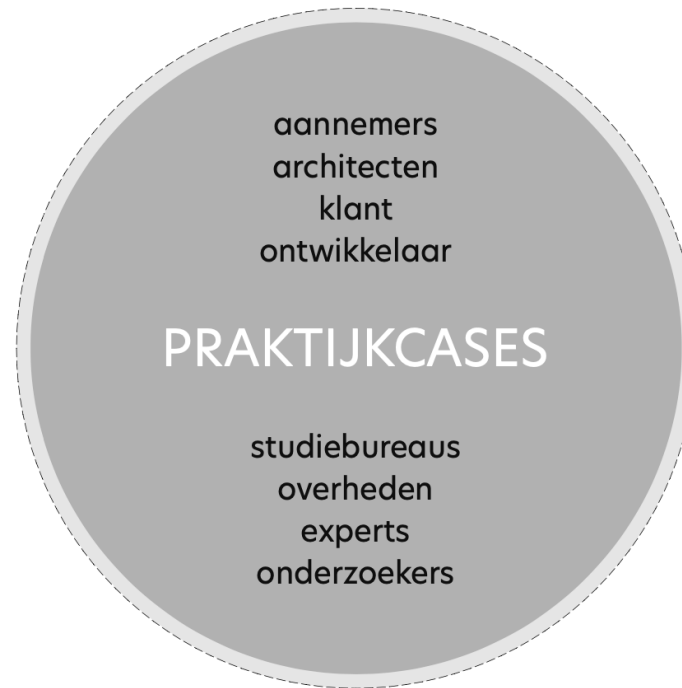 aannemers
architecten
klant
ontwikkelaar
PRAKTIJKCASES
studiebureaus
overheden
experts
onderzoekers